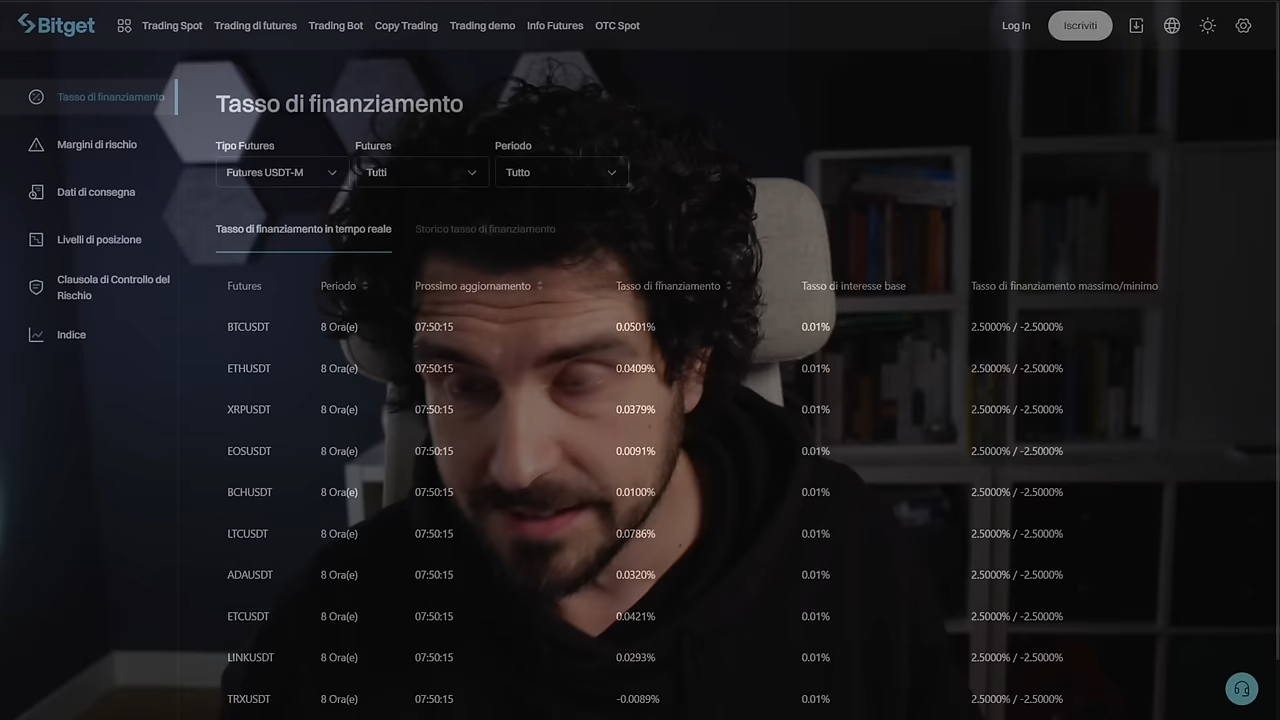 Bitget
Trading Spot Trading di futures Trading Bot Copy Trading Trading demo Info Futures OTC Spot Log In Iscriviti
Tasso di finanziamento
Margini di rischio
Dati di consegna
Livelli di posizione
Clausola di Controllo del
Rischio
Indice
Tasso di finanziamento
Tipo Futures Futures Periodo
Futures USDT-M Tutti Tutto
Tasso di finanziamento in tempo reale Storico tasso di finanziamento
Futures Periodo Prossimo aggiornamento Tasso di finanziamento Tasso di interesse base Tasso di finanziamento massimo/minimo
BTCUSDT 8 Ora(e) 07:50:15 0.0501% 0.01% 2.5000% / -2.5000%
ETHUSDT 8 Ora(e) 07:50:15 0.0409% 0.01% 2.5000% / -2.5000%
XRPUSDT 8 Ora(e) 07:50:15 0.0379% 0.01% 2.5000% / -2.5000%
EOSUSDT 8 Ora(e) 07:50:15 0.0091% 0.01% 2.5000% / -2.5000%
BCHUSDT 8 Ora(e) 07:50:15 0.0100% 0.01% 2.5000% / -2.5000%
LTCUSDT 8 Ora(e) 07:50:15 0.0786% 0.01% 2.5000% / -2.5000%
ADAUSDT 8 Ora(e) 07:50:15 0.0320% 0.01% 2.5000% / -2.5000%
ETCUSDT 8 Ora(e) 07:50:15 0.0421% 0.01% 2.5000% / -2.5000%
LINKUSDT 8 Ora(e) 07:50:15 0.0293% 0.01% 2.5000% / -2.5000%
TRXUSDT 8 Ora(e) 07:50:15 -0.0089% 0.01% 2.5000% / -2.5000%